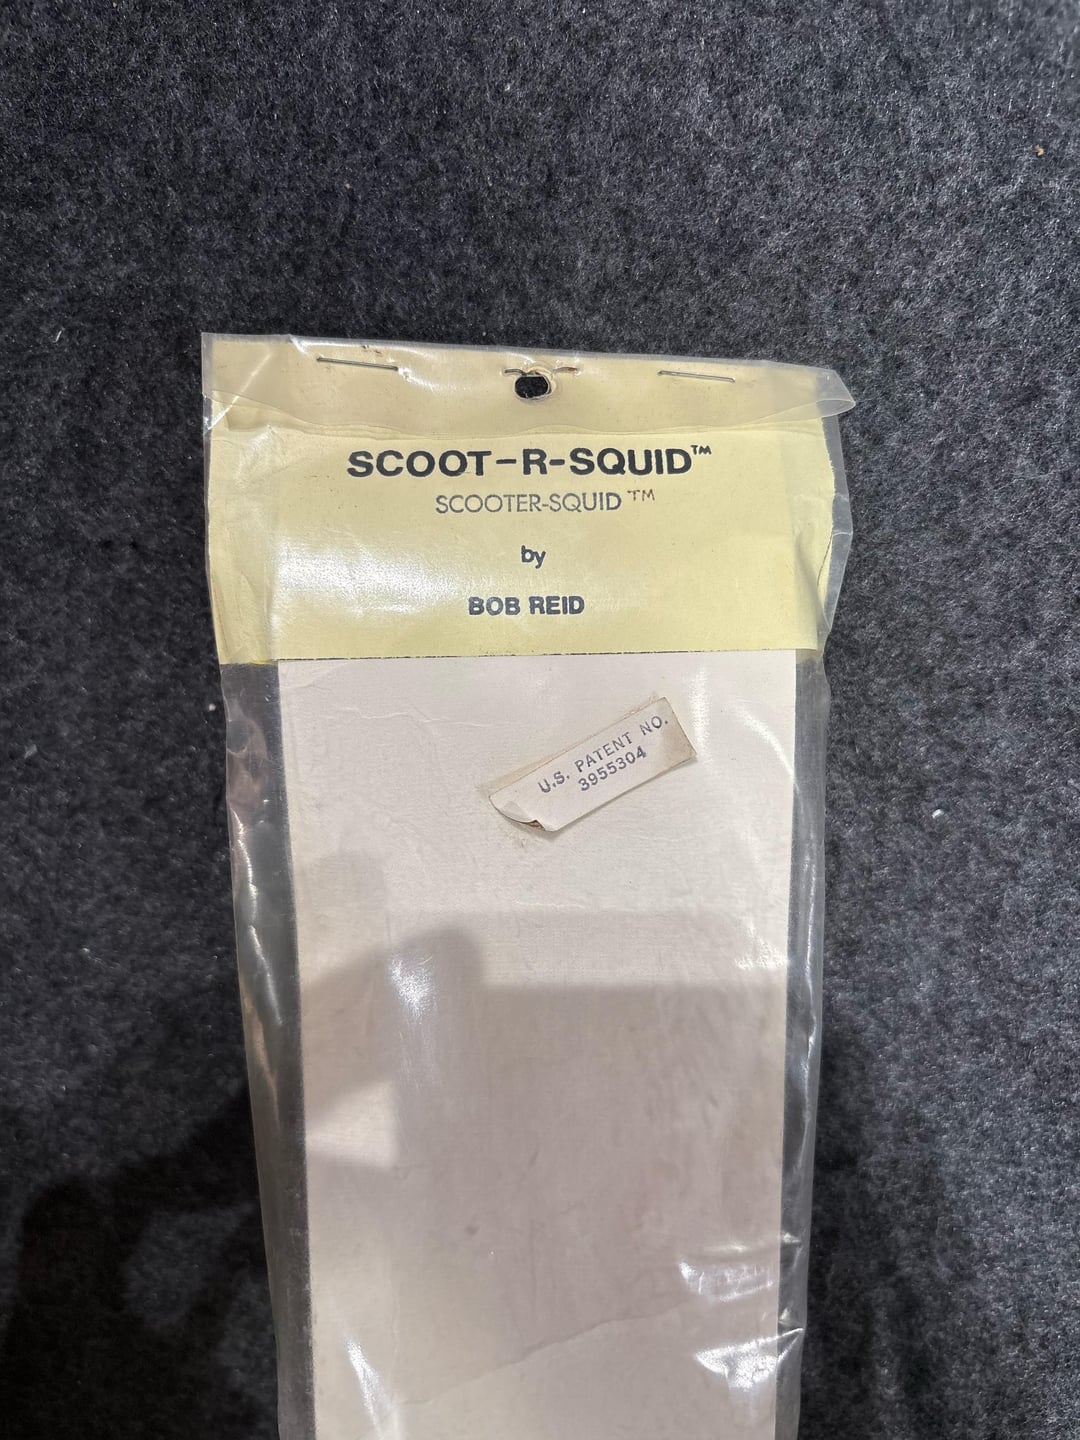 SCOOT-R-SQUID™
SCOOTER-SQUID™
by
BOB REID
U.S. PATENT NO.
3955304